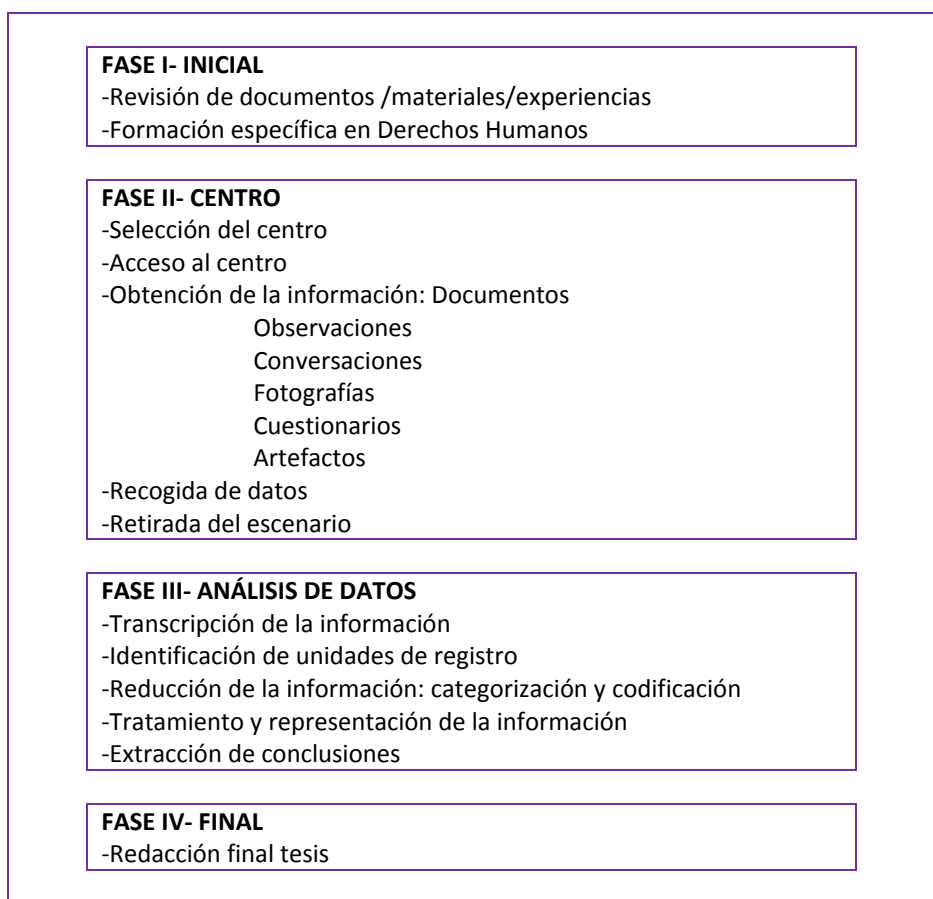 FASE I- INICIAL
-Revisión de documentos /materiales/experiencias
-Formación específica en Derechos Humanos
FASE II- CENTRO
-Selección del centro
-Acceso al centro
-Obtención de la información: Documentos
Observaciones
Conversaciones
Fotografías
Cuestionarios
Artefactos
-Recogida de datos
-Retirada del escenario
FASE III- ANÁLISIS DE DATOS
-Transcripción de la información
-Identificación de unidades de registro
-Reducción de la información: categorización y codificación
-Tratamiento y representación de la información
-Extracción de conclusiones
FASE IV- FINAL
-Redacción final tesis